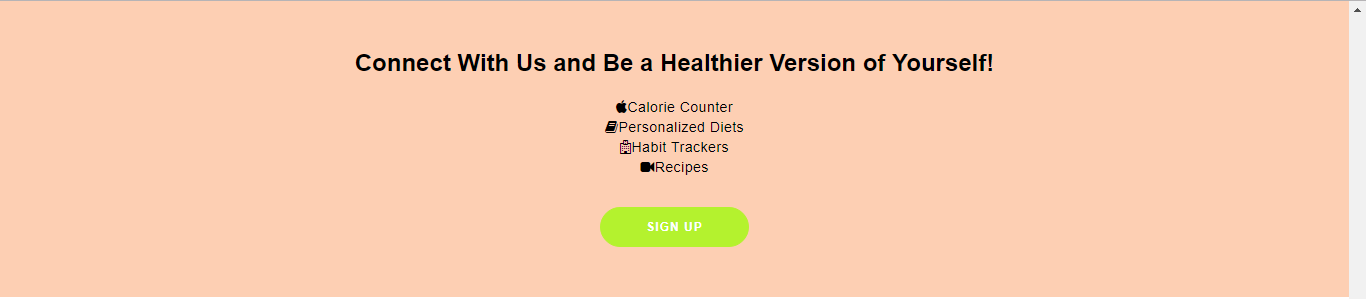 Connect With Us and Be a Healthier Version of Yourself!
Calorie Counter
Personalized Diets
Habit Trackers
Recipes
SIGN UP